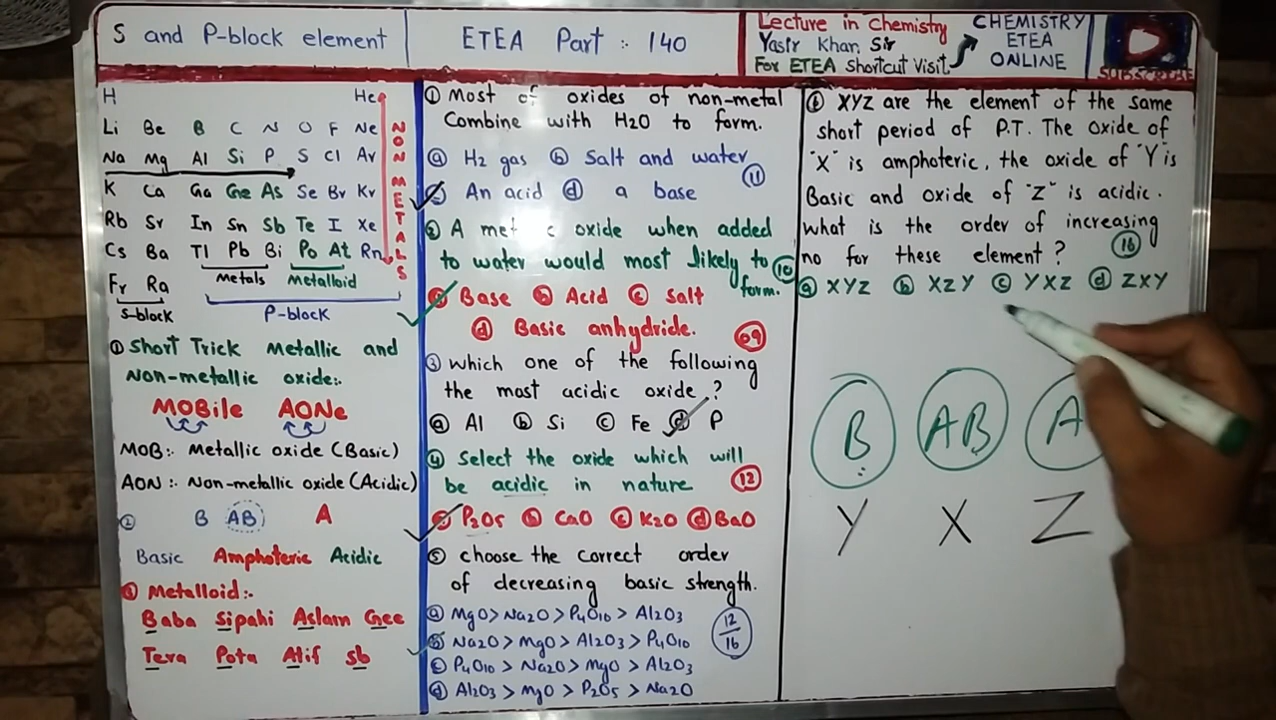 S and P-block element
ETEA Part :- 140
Lecture in Chemistry
Yasir Khan Sir
For ETEA Shortcut Visit
CHEMISTRY
ETEA
ONLINE
SUBSCRIBE
H He
Li Be B C N O F Ne
Na Mg Al Si P S Cl Ar
K Ca Ga Ge As Se Br Kr
Rb Sr In Sn Sb Te I Xe
Cs Ba Tl Pb Bi Po At Rn
Fr Ra
metals metalloid
S-block P-block
NON METALS
① Short Trick Metallic and
Non-metallic oxide:-
MOBile AONe
MOB:- Metallic oxide (Basic)
AON :- Non-metallic oxide (Acidic)
② B AB A
Basic Amphoteric Acidic
③ Metalloid:-
Baba Sipahi Aslam Gee
Tera Pota Alif Sb
① Most of oxides of non-metal
Combine with H2O to form.
ⓐ H2 gas ⓑ Salt and water
An acid ⓓ a base
⑪
② A met c oxide when added
to water would most likely to
form.
⑩
Base ⓑ Acid ⓒ Salt
ⓓ Basic anhydride.
09
③ which one of the following
the most acidic oxide ?
ⓐ Al ⓑ Si ⓒ Fe ⓓ P
④ Select the oxide which will
be acidic in nature
⑫
P2O5 ⓑ CaO ⓒ K2O ⓓ BaO
⑤ choose the correct order
of decreasing basic strength.
ⓐ MgO > Na2O > P4O10 > Al2O3
ⓑ Na2O > MgO > Al2O3 > P4O10
ⓒ P4O10 > Na2O > MgO > Al2O3
ⓓ Al2O3 > MgO > P2O5 > Na2O
12/16
⑥ XYZ are the element of the same
short period of P.T. The oxide of
"X" is amphoteric, the oxide of "Y" is
Basic and oxide of "Z" is acidic.
what is the order of increasing
no for these element ?
⑯
ⓐ XYZ ⓑ XZY ⓒ YXZ ⓓ ZXY
B AB A
Y X Z